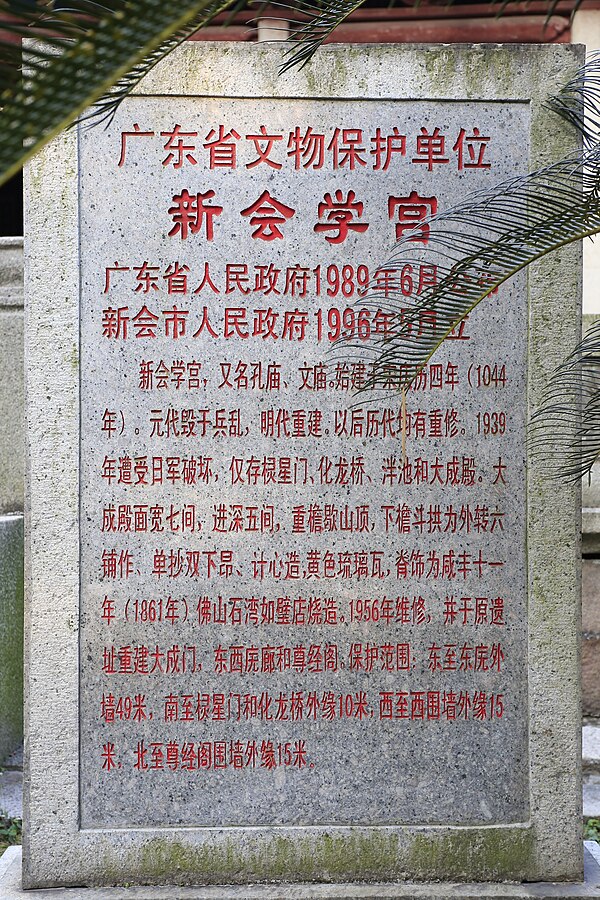 广东省文物保护单位
新会学宫
广东省人民政府1989年6月公布
新会市人民政府1996年5月立
新会学宫，又名孔庙、文庙。始建于宋庆历四年（1044
年）。元代毁于兵乱，明代重建。以后历代均有重修。1939
年遭受日军破坏，仅存棂星门、化龙桥、泮池和大成殿。大
成殿面宽七间，进深五间，重檐歇山顶，下檐斗拱为外转六
铺作、单抄双下昂、计心造，黄色琉璃瓦，脊饰为咸丰十一
年（1861年）佛山石湾如璧店烧造。1956年维修，并于原遗
址重建大成门，东西庑廊和尊经阁。保护范围：东至东庑外
墙49米，南至棂星门和化龙桥外缘10米，西至西围墙外缘15
米，北至尊经阁围墙外缘15米。